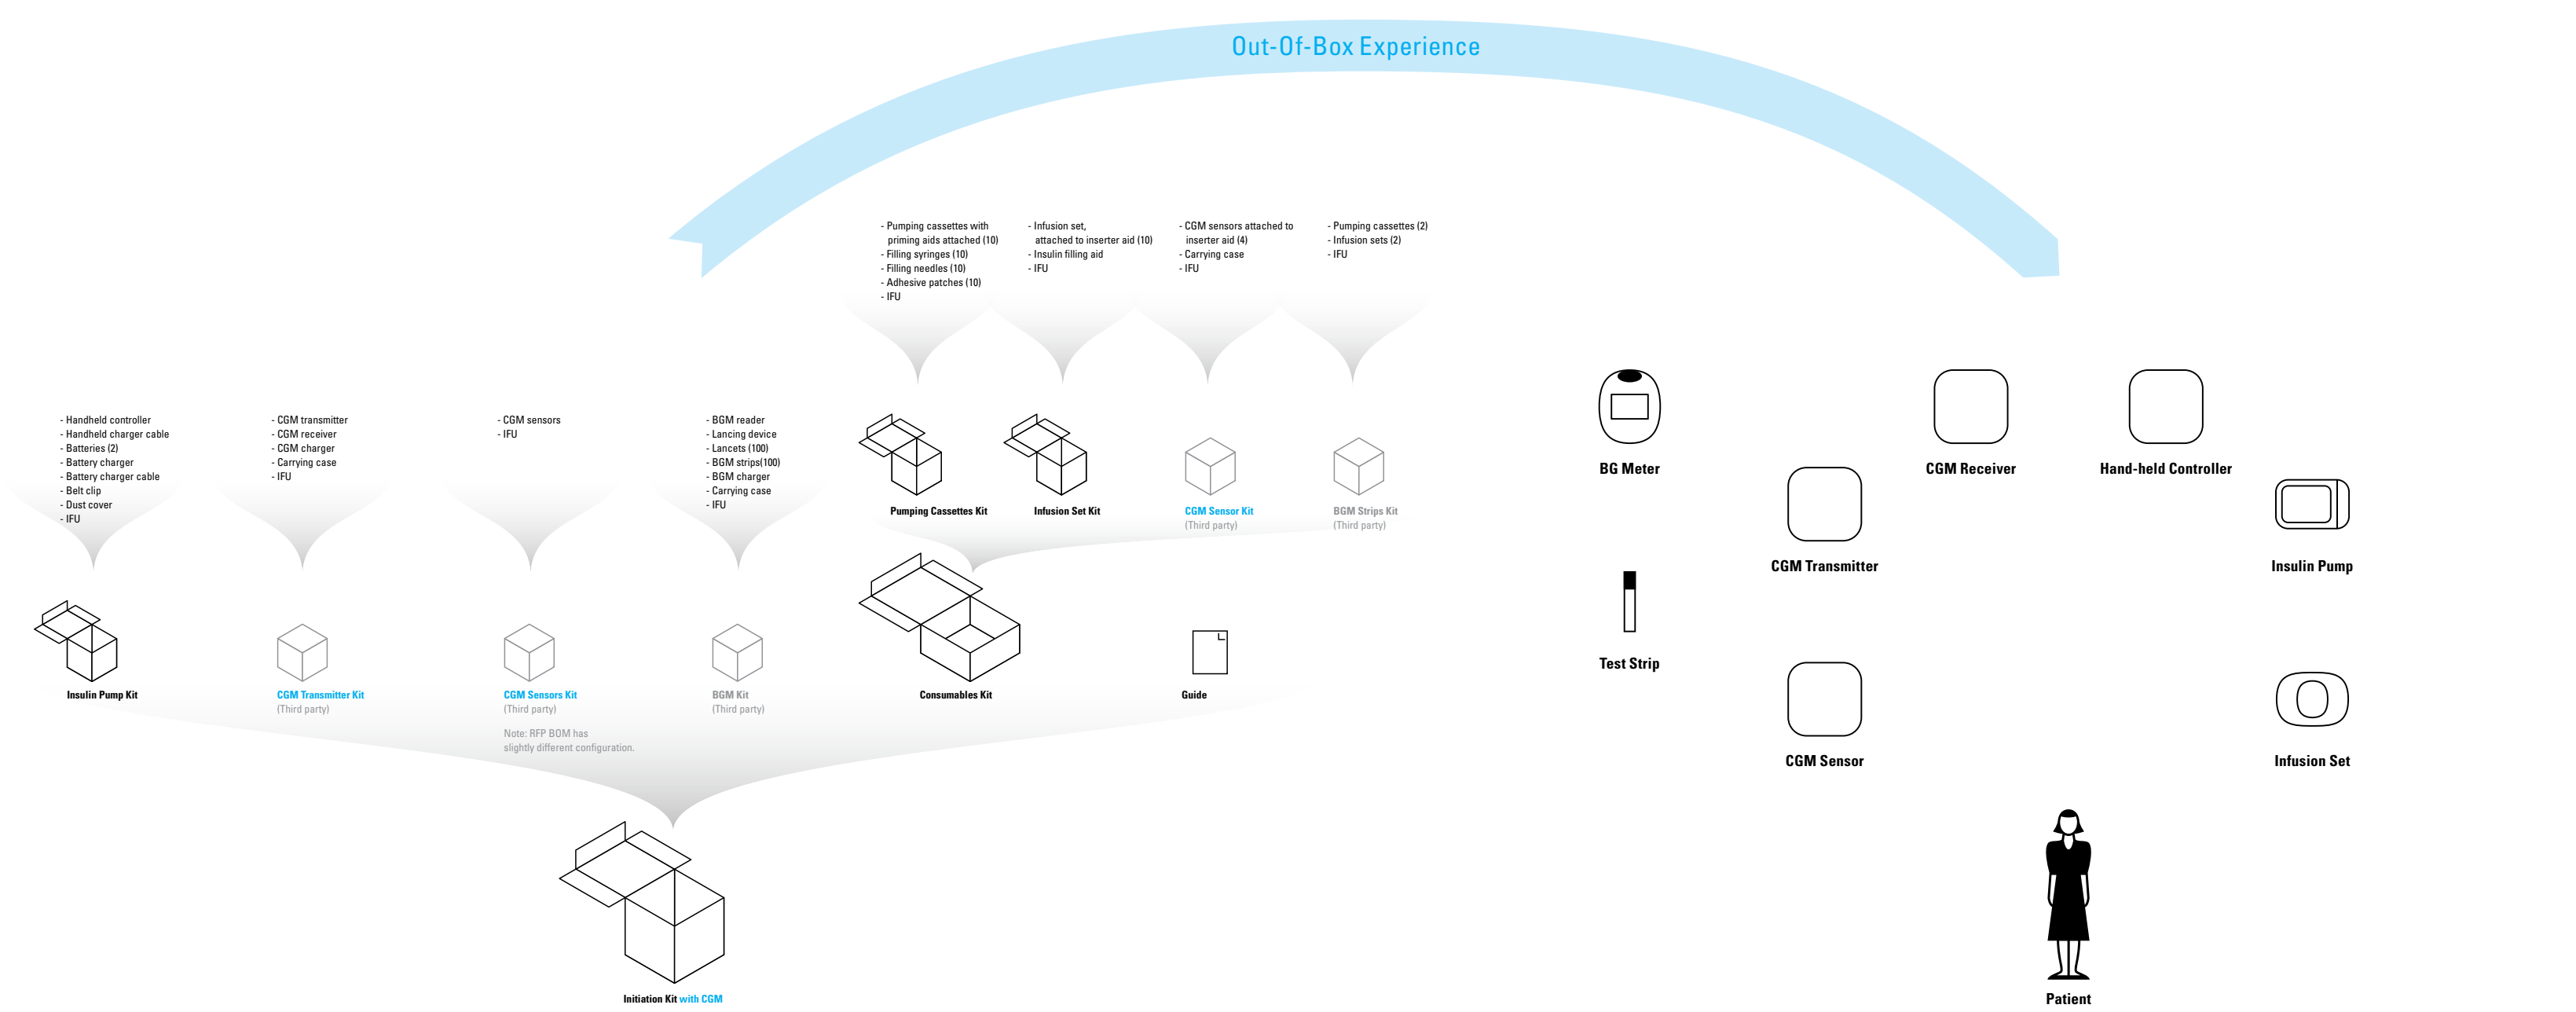 Out-Of-Box Experience
- Pumping cassettes with
priming aids attached (10)
- Filling syringes (10)
- Filling needles (10)
- Adhesive patches (10)
- IFU
- Infusion set,
attached to inserter aid (10)
- Insulin filling aid
- IFU
- CGM sensors attached to
inserter aid (4)
- Carrying case
- IFU
- Pumping cassettes (2)
- Infusion sets (2)
- IFU
- Handheld controller
- Handheld charger cable
- Batteries (2)
- Battery charger
- Battery charger cable
- Belt clip
- Dust cover
- IFU
- CGM transmitter
- CGM receiver
- CGM charger
- Carrying case
- IFU
- CGM sensors
- IFU
- BGM reader
- Lancing device
- Lancets (100)
- BGM strips(100)
- BGM charger
- Carrying case
- IFU
Pumping Cassettes Kit
Infusion Set Kit
CGM Sensor Kit
(Third party)
BGM Strips Kit
(Third party)
Insulin Pump Kit
CGM Transmitter Kit
(Third party)
CGM Sensors Kit
(Third party)
Note: RFP BOM has
slightly different configuration.
BGM Kit
(Third party)
Consumables Kit
Guide
Initiation Kit with CGM
BG Meter
CGM Receiver
Hand-held Controller
CGM Transmitter
Insulin Pump
Test Strip
CGM Sensor
Infusion Set
Patient